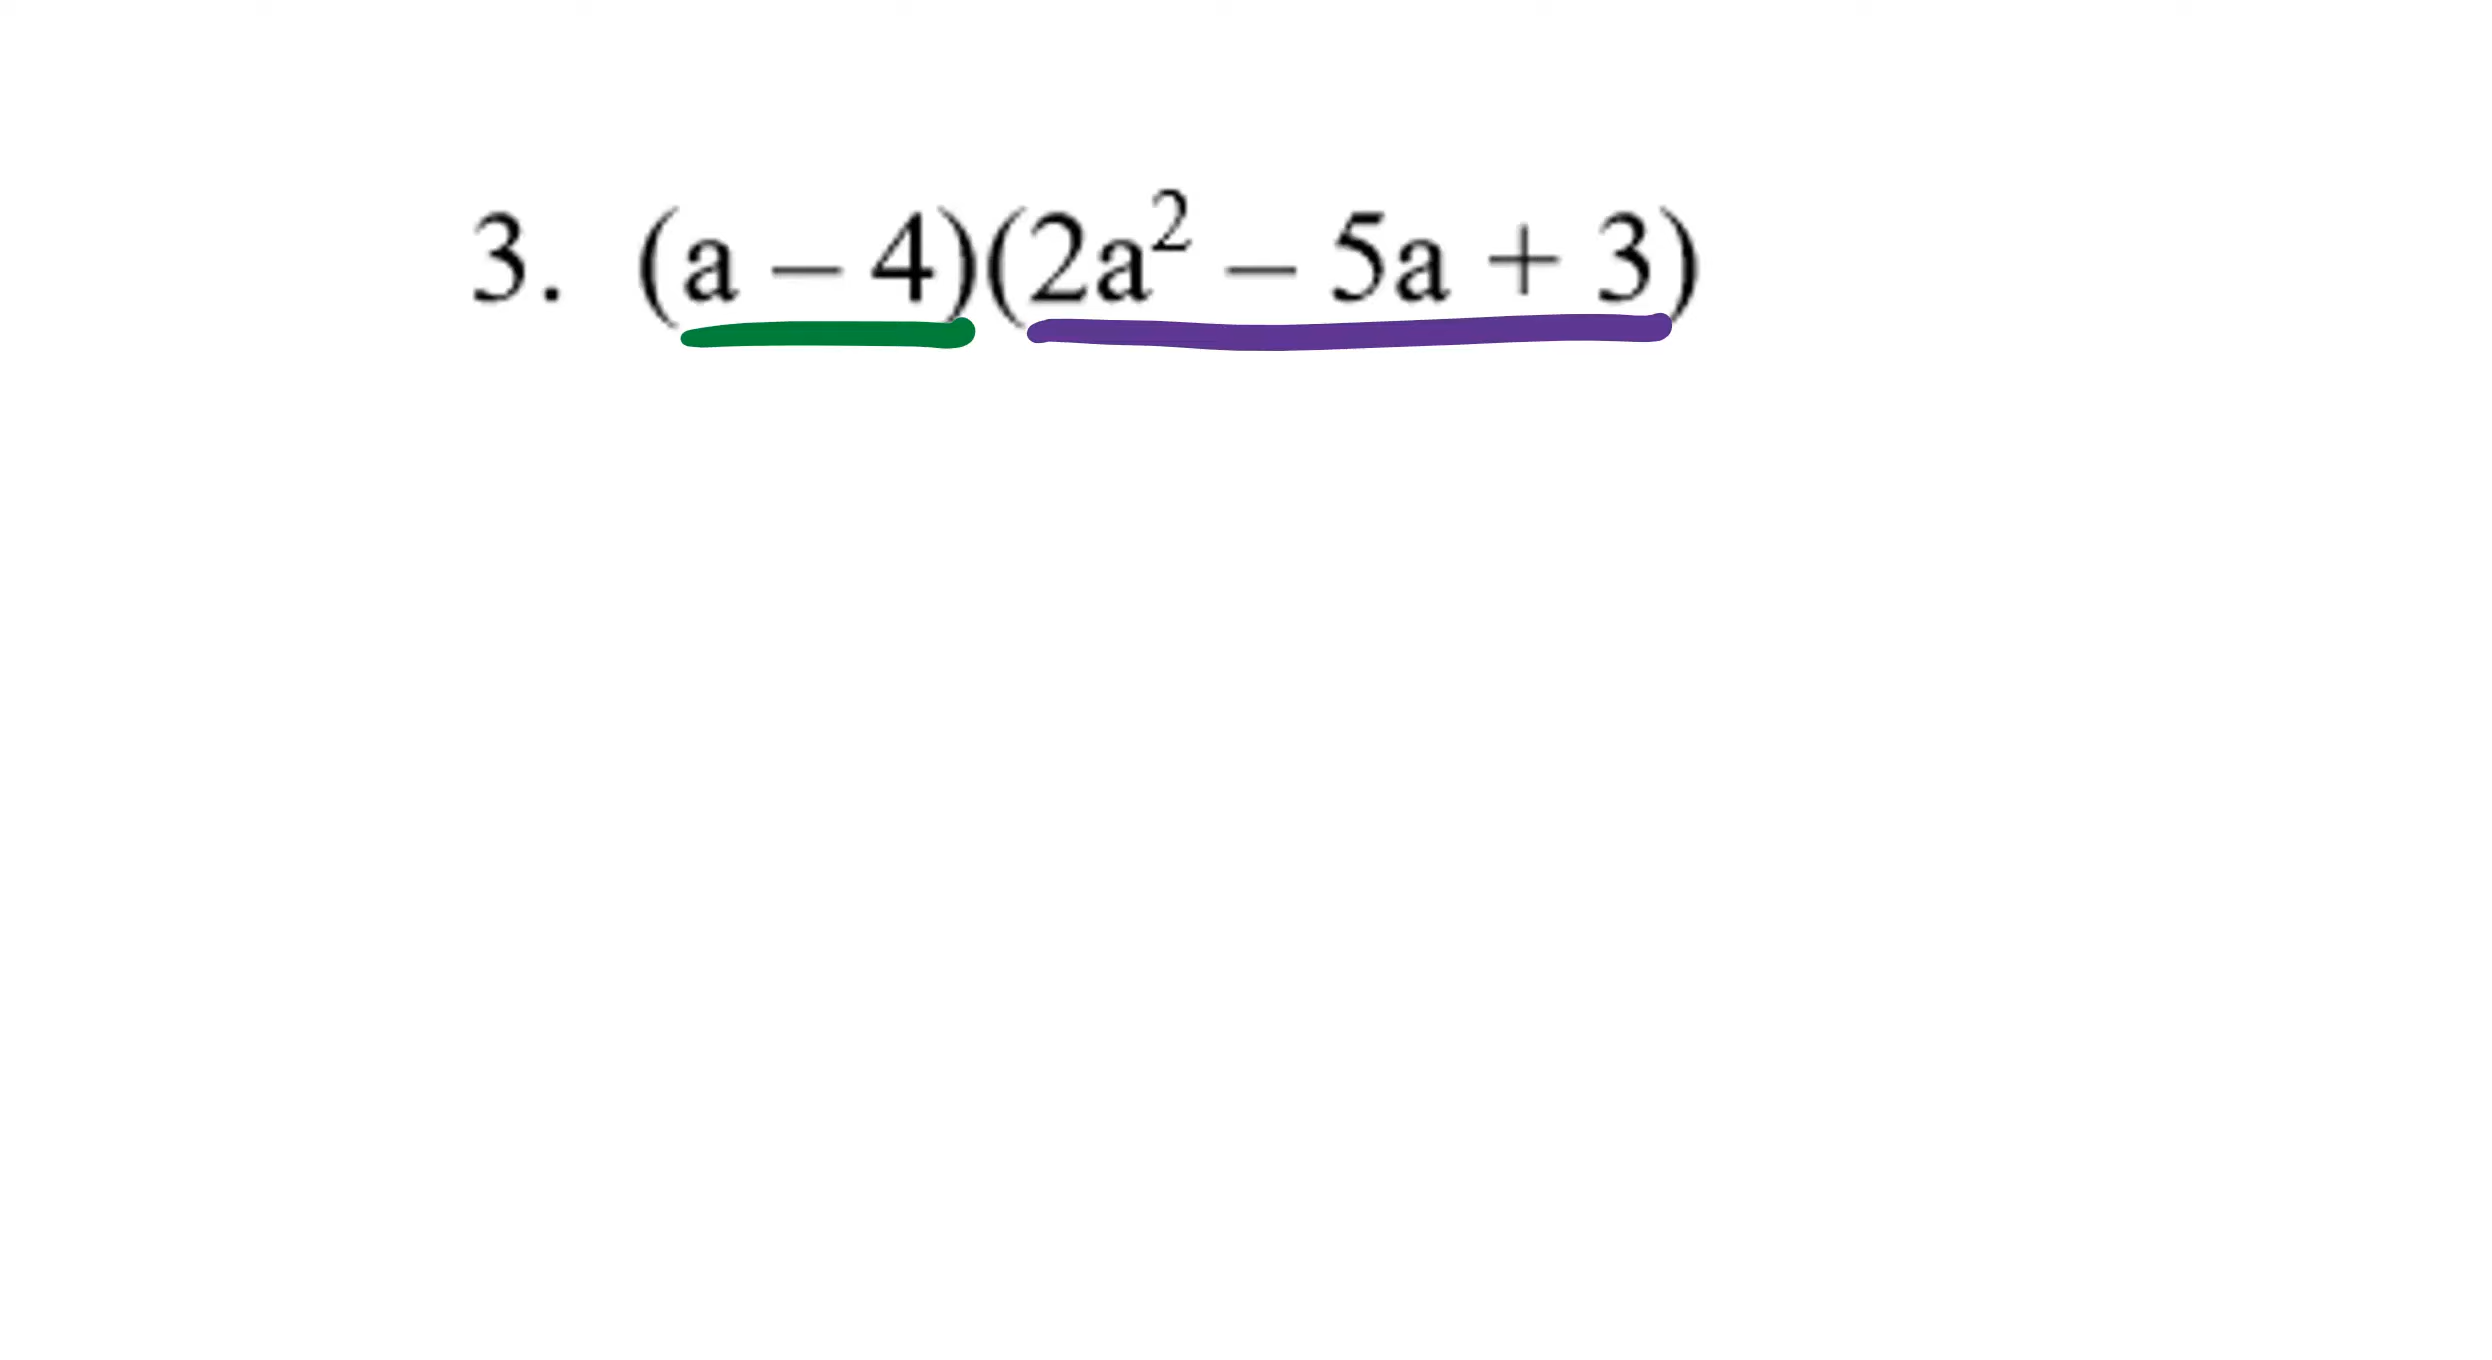 3. (a – 4)(2a² – 5a + 3)